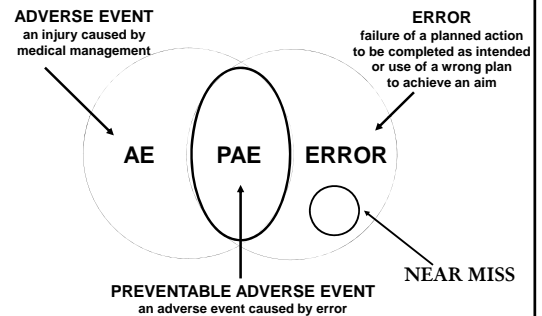 ADVERSE EVENT
an injury caused by
medical management
ERROR
failure of a planned action
to be completed as intended
or use of a wrong plan
to achieve an aim
AE
PAE
ERROR
NEAR MISS
PREVENTABLE ADVERSE EVENT
an adverse event caused by error